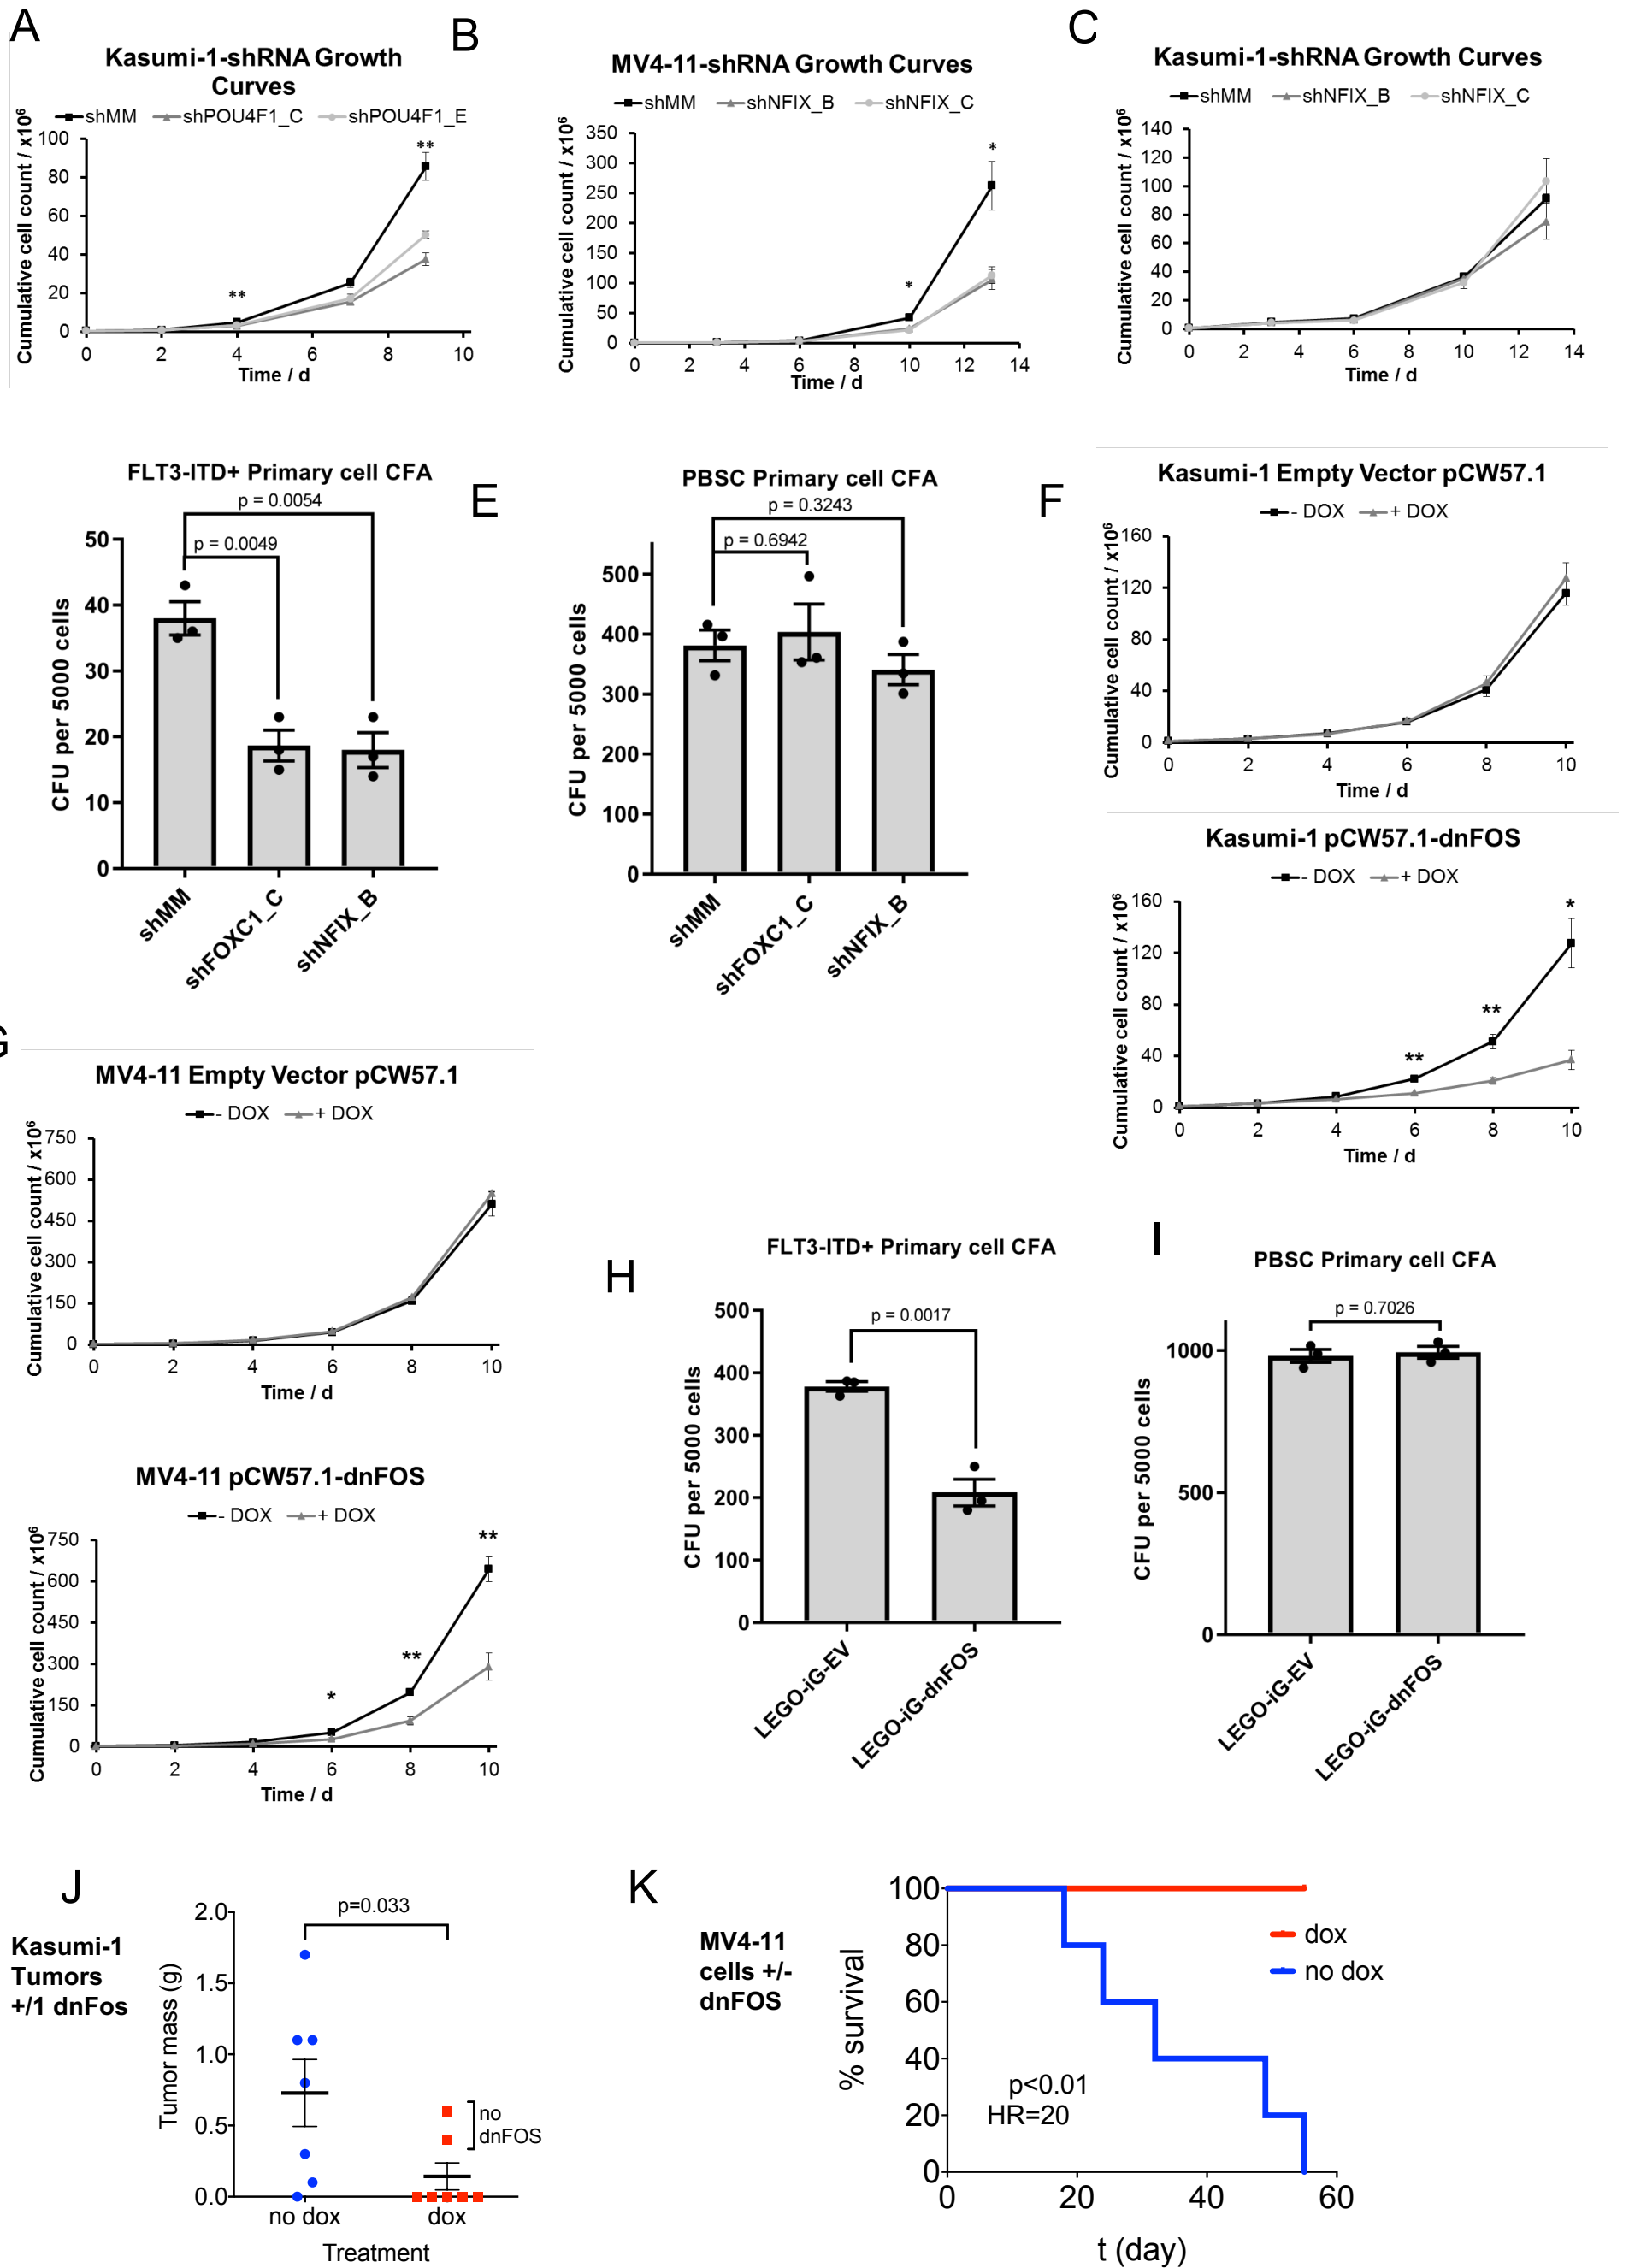 A
Kasumi-1-shRNA Growth
Curves
shMM shPOU4F1_C shPOU4F1_E
Cumulative cell count / x10⁶
100
80
60
40
20
0
**
**
0 2 4 6 8 10
Time / d
B
MV4-11-shRNA Growth Curves
shMM shNFIX_B shNFIX_C
Cumulative cell count / x10⁶
350
300
250
200
150
100
50
0
*
*
0 2 4 6 8 10 12 14
Time / d
C
Kasumi-1-shRNA Growth Curves
shMM shNFIX_B shNFIX_C
Cumulative cell count / x10⁶
140
120
100
80
60
40
20
0
0 2 4 6 8 10 12 14
Time / d
FLT3-ITD+ Primary cell CFA
p = 0.0054
p = 0.0049
CFU per 5000 cells
50
40
30
20
10
0
shMM
shFOXC1_C
shNFIX_B
E
PBSC Primary cell CFA
p = 0.3243
p = 0.6942
CFU per 5000 cells
500
400
300
200
100
0
shMM
shFOXC1_C
shNFIX_B
F
Kasumi-1 Empty Vector pCW57.1
- DOX + DOX
Cumulative cell count / x10⁶
160
120
80
40
0
0 2 4 6 8 10
Time / d
Kasumi-1 pCW57.1-dnFOS
- DOX + DOX
Cumulative cell count / x10⁶
160
120
80
40
0
**
**
*
0 2 4 6 8 10
Time / d
G
MV4-11 Empty Vector pCW57.1
- DOX + DOX
Cumulative cell count / x10⁶
750
600
450
300
150
0
0 2 4 6 8 10
Time / d
MV4-11 pCW57.1-dnFOS
- DOX + DOX
Cumulative cell count / x10⁶
750
600
450
300
150
0
*
**
**
0 2 4 6 8 10
Time / d
H
FLT3-ITD+ Primary cell CFA
p = 0.0017
CFU per 5000 cells
500
400
300
200
100
0
LEGO-iG-EV
LEGO-iG-dnFOS
I
PBSC Primary cell CFA
p = 0.7026
CFU per 5000 cells
1000
500
0
LEGO-iG-EV
LEGO-iG-dnFOS
J
Kasumi-1
Tumors
+/1 dnFos
p=0.033
Tumor mass (g)
2.0
1.5
1.0
0.5
0.0
no
dnFOS
no dox dox
Treatment
K
MV4-11
cells +/-
dnFOS
% survival
100
80
60
40
20
0
dox
no dox
p<0.01
HR=20
0 20 40 60
t (day)